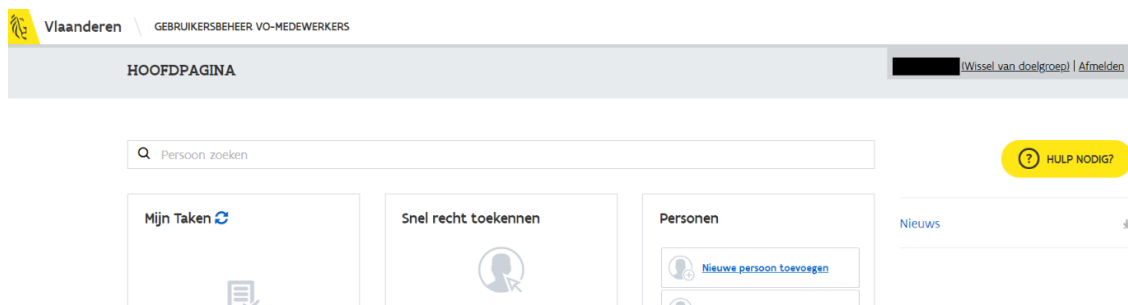 Vlaanderen GEBRUIKERSBEHEER VO-MEDEWERKERS
HOOFDPAGINA
(Wissel van doelgroep) | Afmelden
Persoon zoeken
? HULP NODIG?
Mijn Taken
Snel recht toekennen
Personen
Nieuws
Nieuwe persoon toevoegen